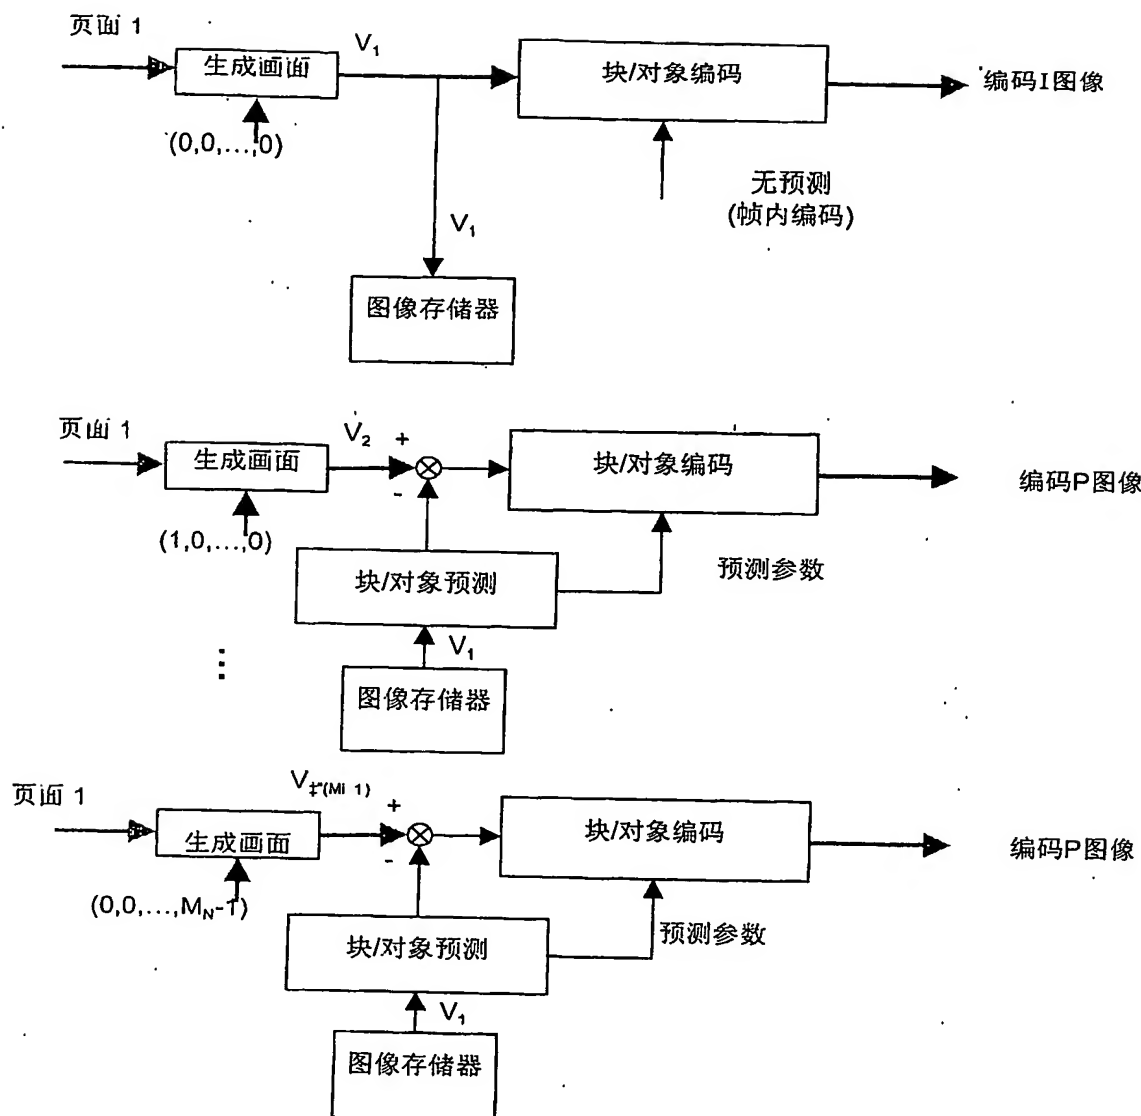 页面 1
生成画面
V₁
块/对象编码
编码I图像
(0,0,...,0)
无预测
(帧内编码)
V₁
图像存储器
页面 1
生成画面
V₂
+
-
块/对象编码
编码P图像
(1,0,...,0)
块/对象预测
预测参数
V₁
⋮
图像存储器
页面 1
生成画面
+
-
块/对象编码
编码P图像
(0,0,...,M_N-1)
块/对象预测
预测参数
V₁
图像存储器